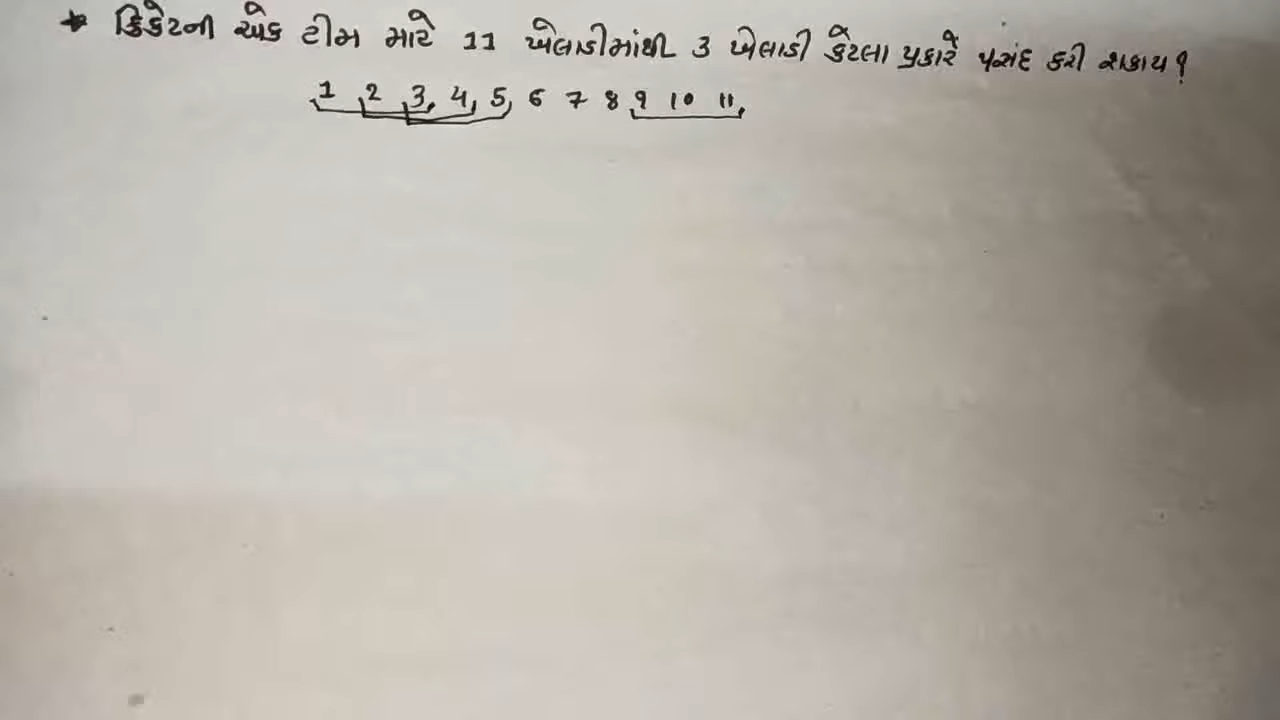 * ક્રિકેટની એક ટીમ માટે 11 ખેલાડીમાંથી 3 ખેલાડી કેટલા પ્રકારે પસંદ કરી શકાય ?
1 2 3, 4, 5, 6 7 8 9 10 11,